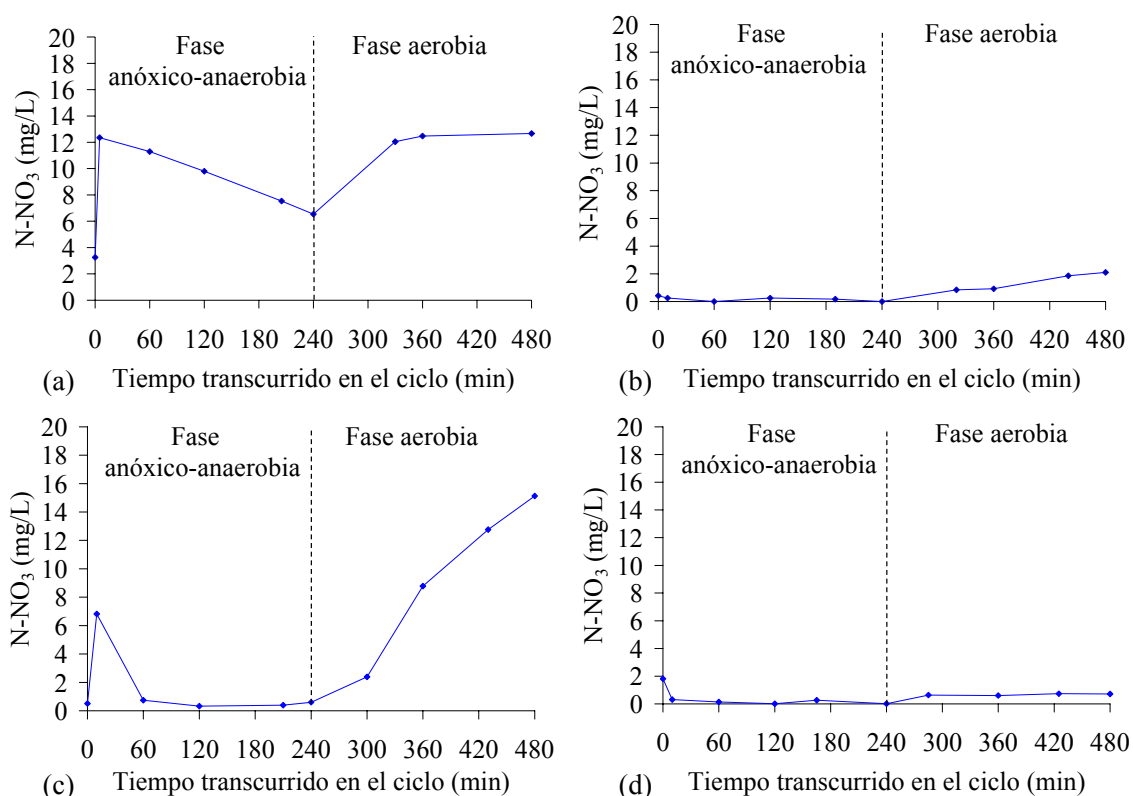 Fase
anóxico-anaerobia
Fase aerobia
N-NO3 (mg/L)
20
18
16
14
12
10
8
6
4
2
0
0 60 120 180 240 300 360 420 480
(a) Tiempo transcurrido en el ciclo (min)
Fase
anóxico-anaerobia
Fase aerobia
N-NO3 (mg/L)
20
18
16
14
12
10
8
6
4
2
0
0 60 120 180 240 300 360 420 480
(b) Tiempo transcurrido en el ciclo (min)
Fase
anóxico-anaerobia
Fase aerobia
N-NO3 (mg/L)
20
18
16
14
12
10
8
6
4
2
0
0 60 120 180 240 300 360 420 480
(c) Tiempo transcurrido en el ciclo (min)
Fase
anóxico-anaerobia
Fase aerobia
N-NO3 (mg/L)
20
18
16
14
12
10
8
6
4
2
0
0 60 120 180 240 300 360 420 480
(d) Tiempo transcurrido en el ciclo (min)